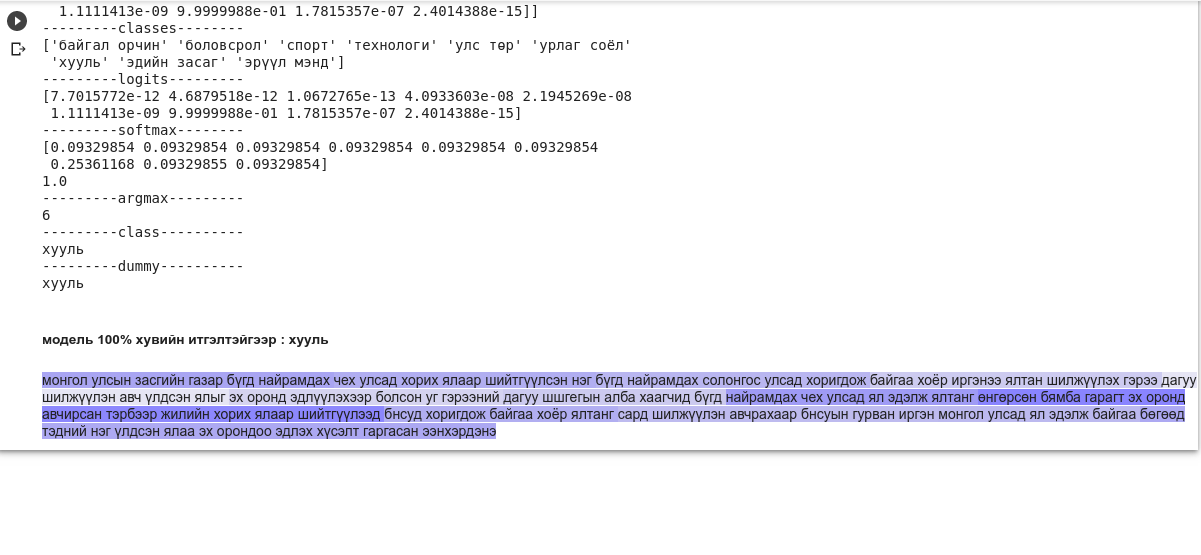 1.1111413e-09 9.9999988e-01 1.7815357e-07 2.4014388e-15]]
---------classes--------
['байгал орчин' 'боловсрол' 'спорт' 'технологи' 'улс төр' 'урлаг соёл'
'хууль' 'эдийн засаг' 'эрүүл мэнд']
---------logits---------
[7.7015772e-12 4.6879518e-12 1.0672765e-13 4.0933603e-08 2.1945269e-08
1.1111413e-09 9.9999988e-01 1.7815357e-07 2.4014388e-15]
---------softmax--------
[0.09329854 0.09329854 0.09329854 0.09329854 0.09329854 0.09329854
0.25361168 0.09329855 0.09329854]
1.0
---------argmax---------
6
---------class----------
хууль
---------dummy----------
хууль
модель 100% хувийн итгэлтэйгээр : хууль
монгол улсын засгийн газар бүгд найрамдах чех улсад хорих ялаар шийтгүүлсэн нэг бүгд найрамдах солонгос улсад хоригдож байгаа хоёр иргэнээ ялтан шилжүүлэх гэрээ дагуу
шилжүүлэн авч үлдсэн ялыг эх оронд эдлүүлэхээр болсон уг гэрээний дагуу шшгегын алба хаагчид бүгд найрамдах чех улсад ял эдэлж ялтанг өнгөрсөн бямба гарагт эх оронд
авчирсан тэрбээр жилийн хорих ялаар шийтгүүлээд бнсуд хоригдож байгаа хоёр ялтанг сард шилжүүлэн авчрахаар бнсуын гурван иргэн монгол улсад ял эдэлж байгаа бөгөөд
тэдний нэг үлдсэн ялаа эх орондоо эдлэх хүсэлт гаргасан ээнхэрдэнэ